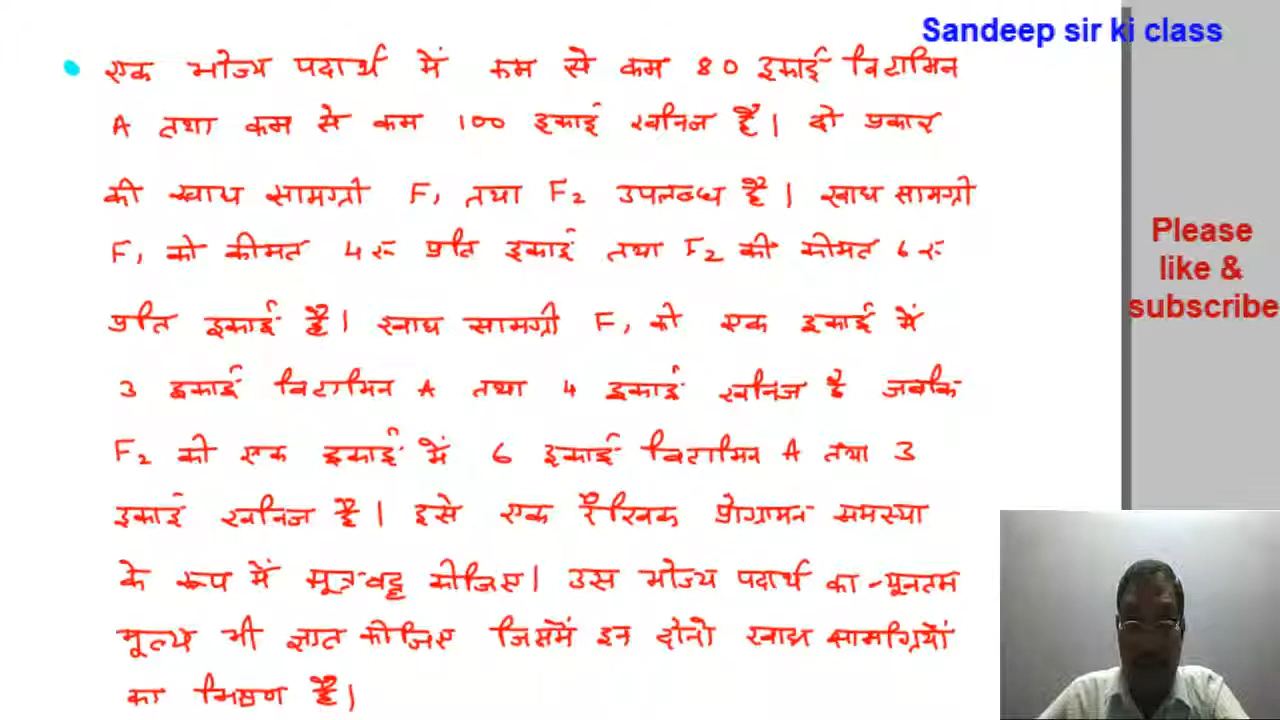 Sandeep sir ki class
एक भोज्य पदार्थ में कम से कम 80 इकाई विटामिन
A तथा कम से कम 100 इकाई खनिज हैं। दो प्रकार
की खाद्य सामग्री F₁ तथा F₂ उपलब्ध है। खाद्य सामग्री
F₁ की कीमत 4 रु प्रति इकाई तथा F₂ की कीमत 6 रु
प्रति इकाई है। खाद्य सामग्री F₁ की एक इकाई में
3 इकाई विटामिन A तथा 4 इकाई खनिज है जबकि
F₂ की एक इकाई में 6 इकाई विटामिन A तथा 3
इकाई खनिज है। इसे एक रैखिक प्रोग्रामन समस्या
के रूप में सूत्रबद्ध कीजिए। उस भोज्य पदार्थ का न्यूनतम
मूल्य भी ज्ञात कीजिए जिसमें इन दोनों खाद्य सामग्रियों
का मिश्रण है।
Please
like &
subscribe